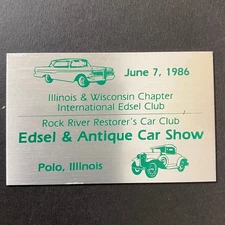 June 7, 1986
Illinois & Wisconsin Chapter
International Edsel Club
Rock River Restorer's Car Club
Edsel & Antique Car Show
Polo, Illinois